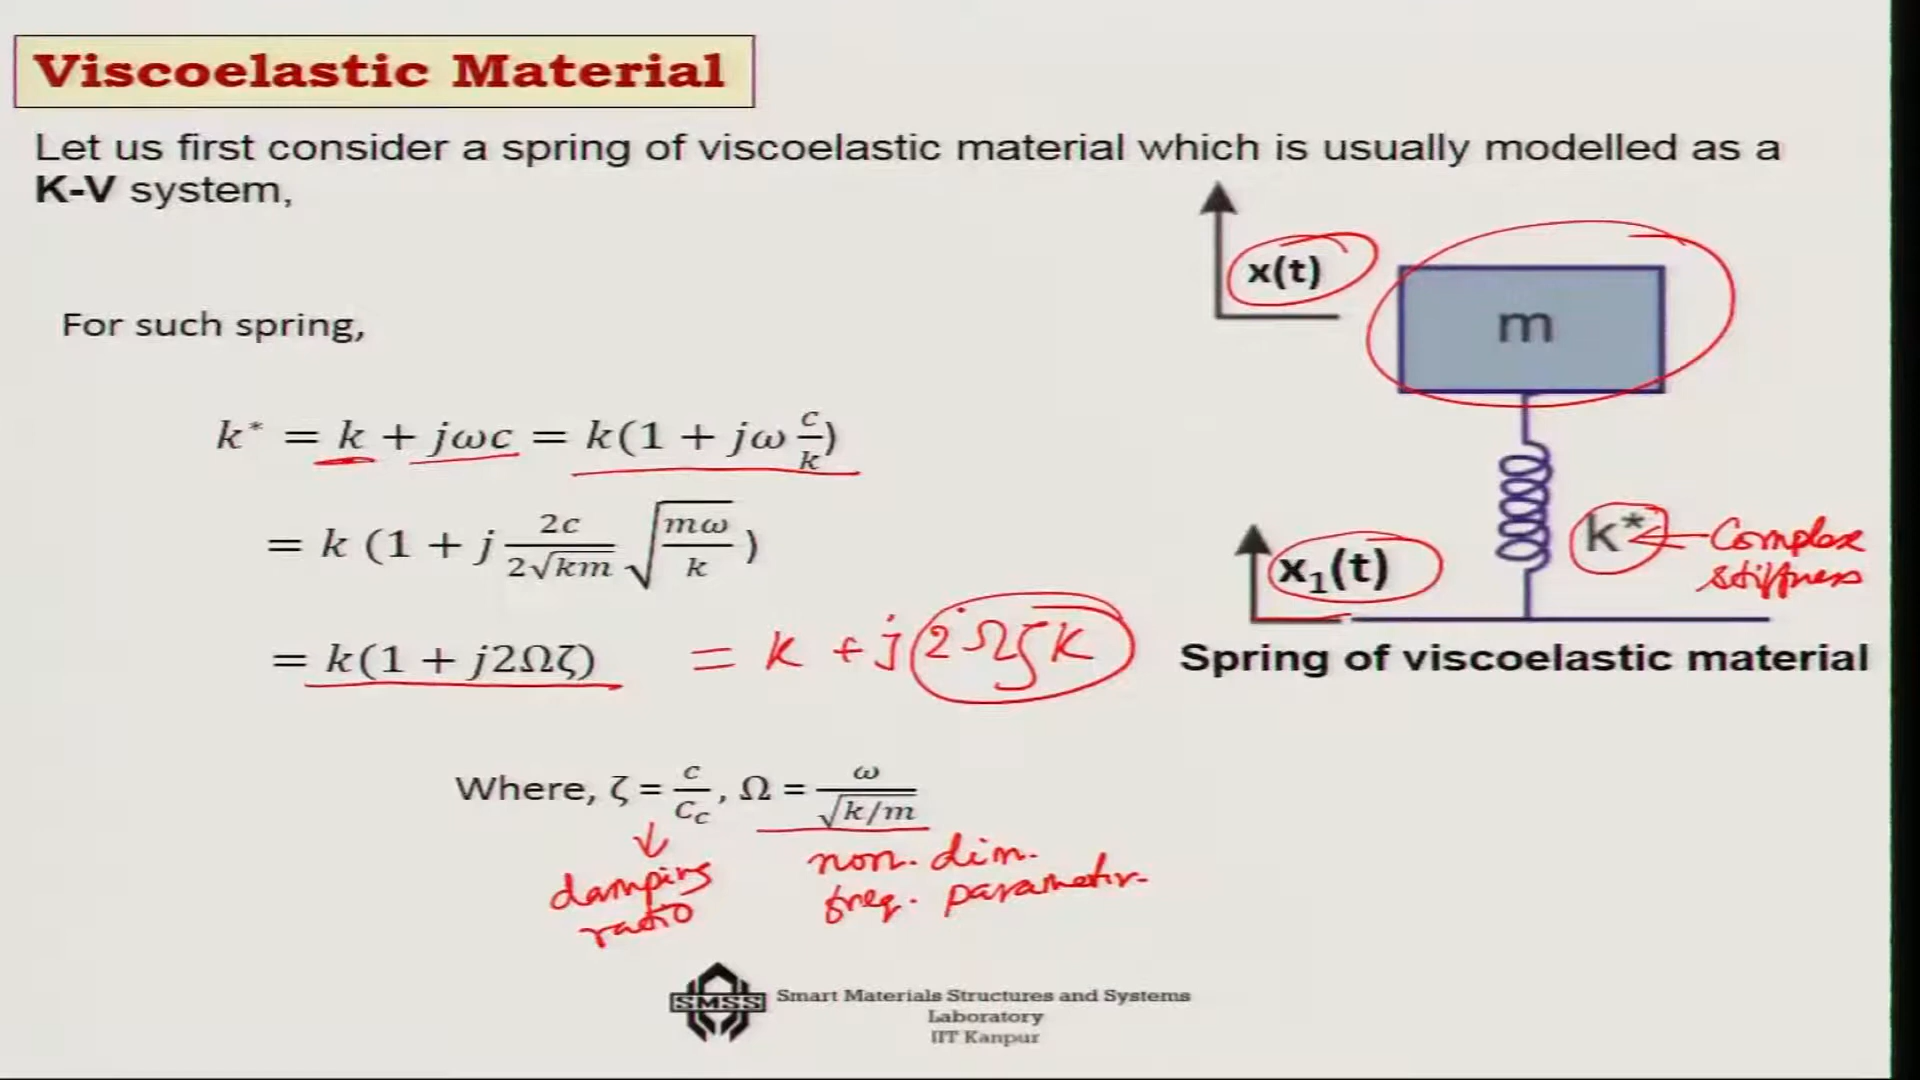 Viscoelastic Material
Let us first consider a spring of viscoelastic material which is usually modelled as a
K-V system,
x(t)
m
For such spring,
k* = k + jωc = k(1 + jω c/k)
= k (1 + j 2c/2√km √mω/k )
k* ← Complex
stiffness
x₁(t)
= k(1 + j2Ωζ) = K + j2ΩζK
Spring of viscoelastic material
Where, ζ = c/C_c, Ω = ω/√k/m
↓
damping
ratio
non. dim.
freq. parameter.
SMSS
Smart Materials Structures and Systems
Laboratory
IIT Kanpur